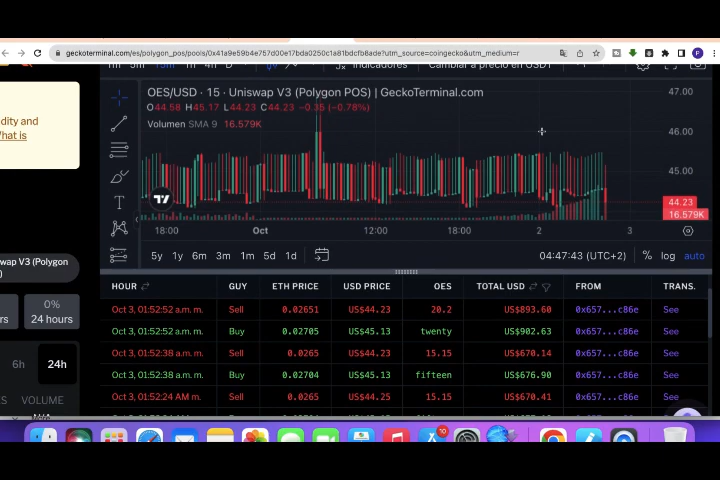 geckoterminal.com/es/polygon_pos/pools/0x41a9e59b4e757d00e17bda0250c1a81bdcfb8ade?utm_source=coingecko&utm_medium=r
1m 5m 15m 1h 4h D Indicadores Cambiar a precio en USDT
OES/USD · 15 · Uniswap V3 (Polygon POS) | GeckoTerminal.com
O44.58 H45.17 L44.23 C44.23 -0.35 (-0.78%)
Volumen SMA 9 16.579K
47.00
46.00
45.00
44.23
16.579K
18:00 Oct 12:00 18:00 2 3
5y 1y 6m 3m 1m 5d 1d 04:47:43 (UTC+2) % log auto
dity and
What is
wap V3 (Polygon
)
rs
0%
24 hours
6h 24h
S VOLUME
HOUR GUY ETH PRICE USD PRICE OES TOTAL USD FROM TRANS.
Oct 3, 01:52:52 a.m. m. Sell 0.02651 US$44.23 20.2 US$893.60 0x657...c86e See
Oct 3, 01:52:52 a.m. m. Buy 0.02705 US$45.13 twenty US$902.63 0x657...c86e See
Oct 3, 01:52:38 a.m. m. Sell 0.0265 US$44.23 15.15 US$670.14 0x657...c86e See
Oct 3, 01:52:38 a.m. m. Buy 0.02704 US$45.13 fifteen US$676.90 0x657...c86e See
Oct 3, 01:52:24 AM m. Sell 0.0265 US$44.25 15.15 US$670.41 0x657...c86e See
10